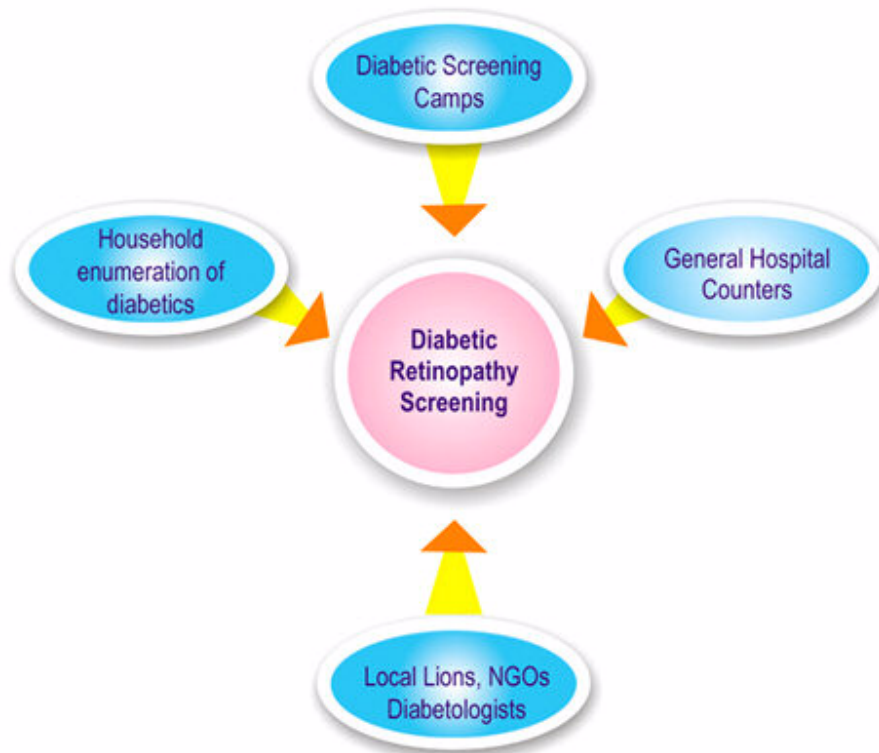 Diabetic Screening
Camps
Household
enumeration of
diabetics
General Hospital
Counters
Diabetic
Retinopathy
Screening
Local Lions, NGOs
Diabetologists